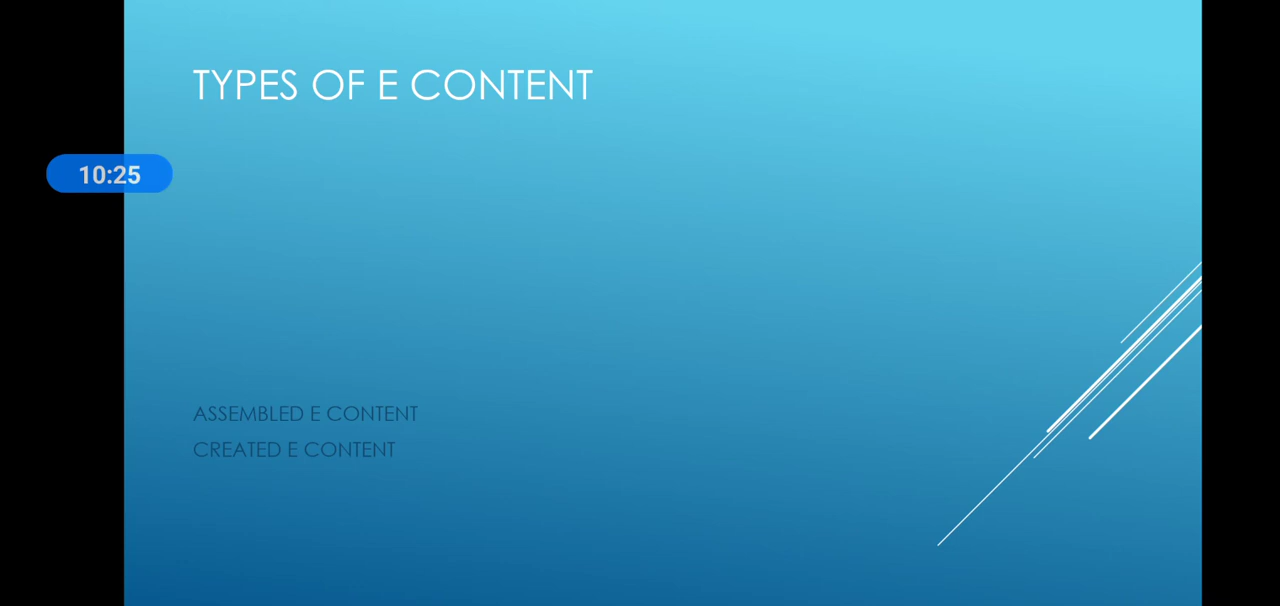 TYPES OF E CONTENT
10:25
ASSEMBLED E CONTENT
CREATED E CONTENT